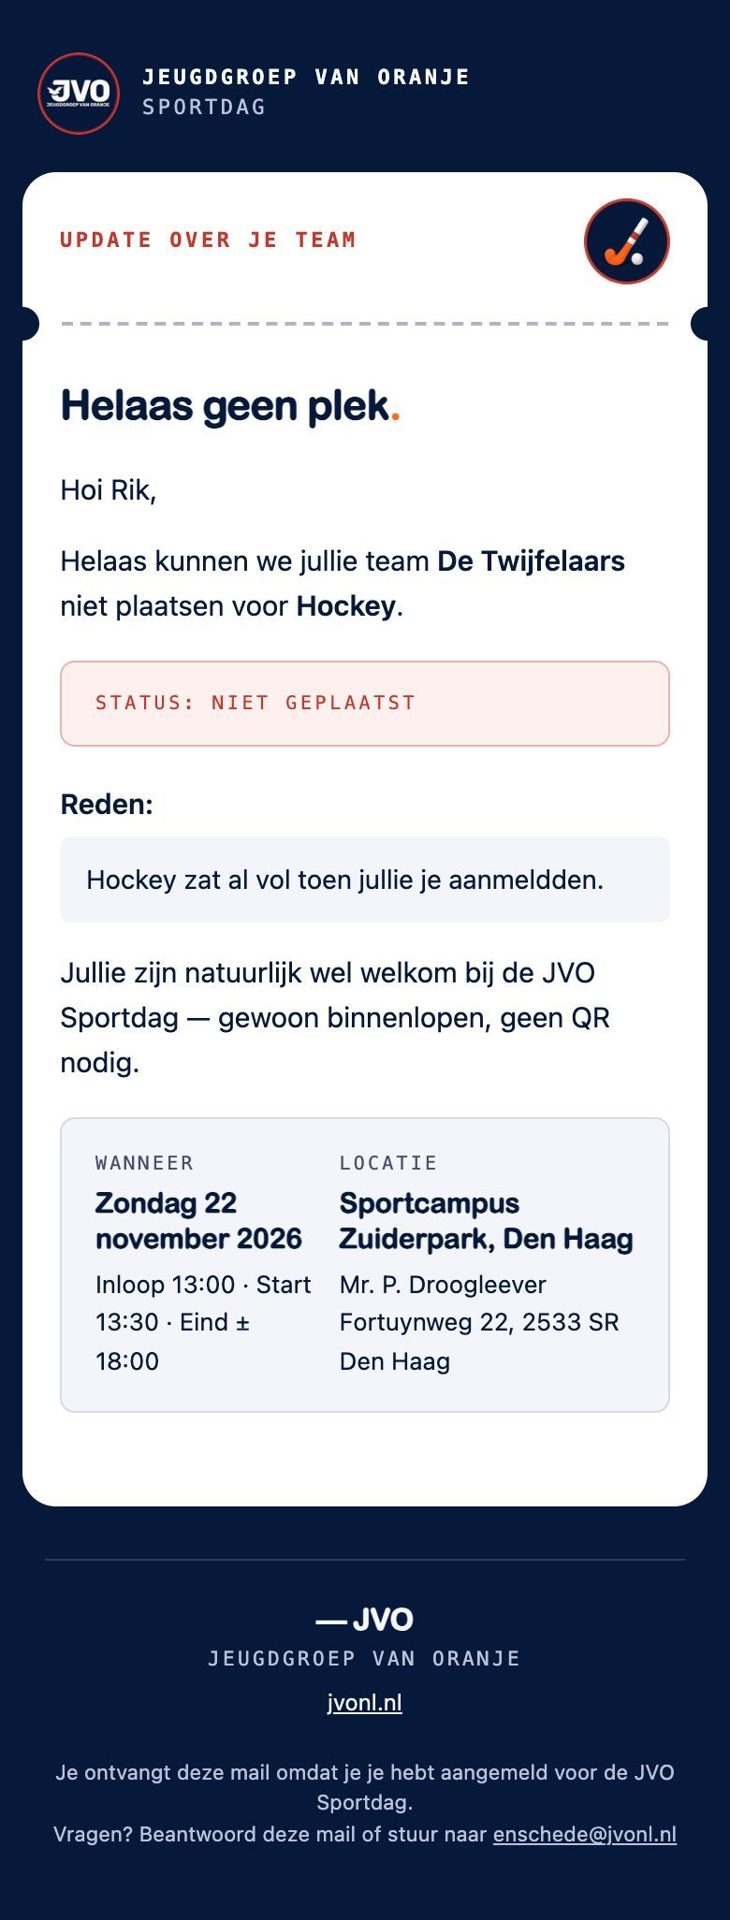 JVO
JEUGDGROEP VAN ORANJE
JEUGDGROEP VAN ORANJE
SPORTDAG
UPDATE OVER JE TEAM
Helaas geen plek.
Hoi Rik,
Helaas kunnen we jullie team De Twijfelaars
niet plaatsen voor Hockey.
STATUS: NIET GEPLAATST
Reden:
Hockey zat al vol toen jullie je aanmeldden.
Jullie zijn natuurlijk wel welkom bij de JVO
Sportdag — gewoon binnenlopen, geen QR
nodig.
WANNEER
Zondag 22
november 2026
Inloop 13:00 · Start
13:30 · Eind ±
18:00
LOCATIE
Sportcampus
Zuiderpark, Den Haag
Mr. P. Droogleever
Fortuynweg 22, 2533 SR
Den Haag
— JVO
JEUGDGROEP VAN ORANJE
jvonl.nl
Je ontvangt deze mail omdat je je hebt aangemeld voor de JVO
Sportdag.
Vragen? Beantwoord deze mail of stuur naar enschede@jvonl.nl